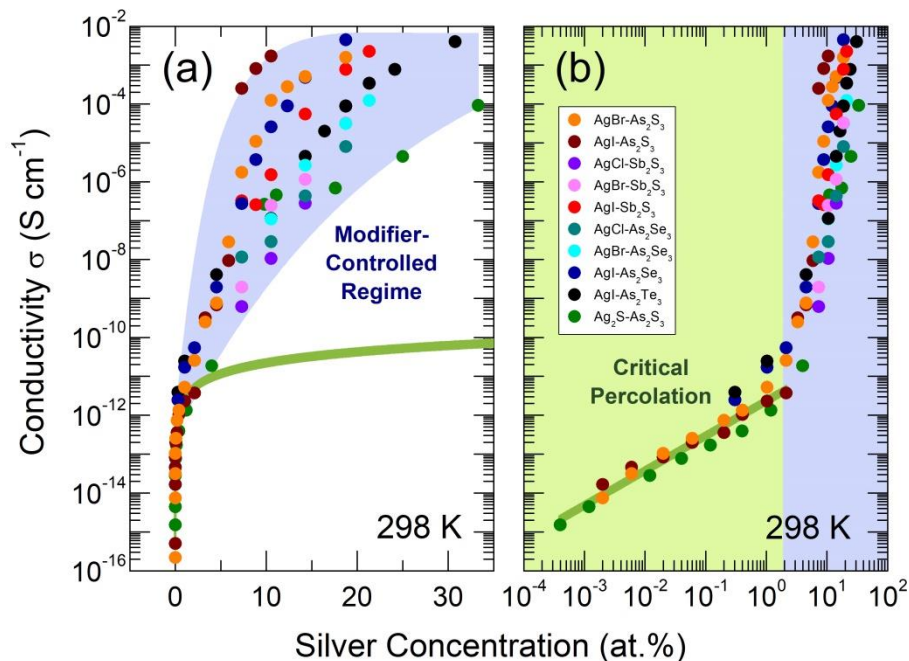 Conductivity σ (S cm⁻¹)
10⁻²
10⁻⁴
10⁻⁶
10⁻⁸
10⁻¹⁰
10⁻¹²
10⁻¹⁴
10⁻¹⁶
(a)
Modifier-
Controlled
Regime
298 K
0
10
20
30
(b)
AgBr-As₂S₃
AgI-As₂S₃
AgCl-Sb₂S₃
AgBr-Sb₂S₃
AgI-Sb₂S₃
AgCl-As₂Se₃
AgBr-As₂Se₃
AgI-As₂Se₃
AgI-As₂Te₃
Ag₂S-As₂S₃
Critical
Percolation
298 K
10⁻⁴
10⁻³
10⁻²
10⁻¹
10⁰
10¹
10²
Silver Concentration (at.%)